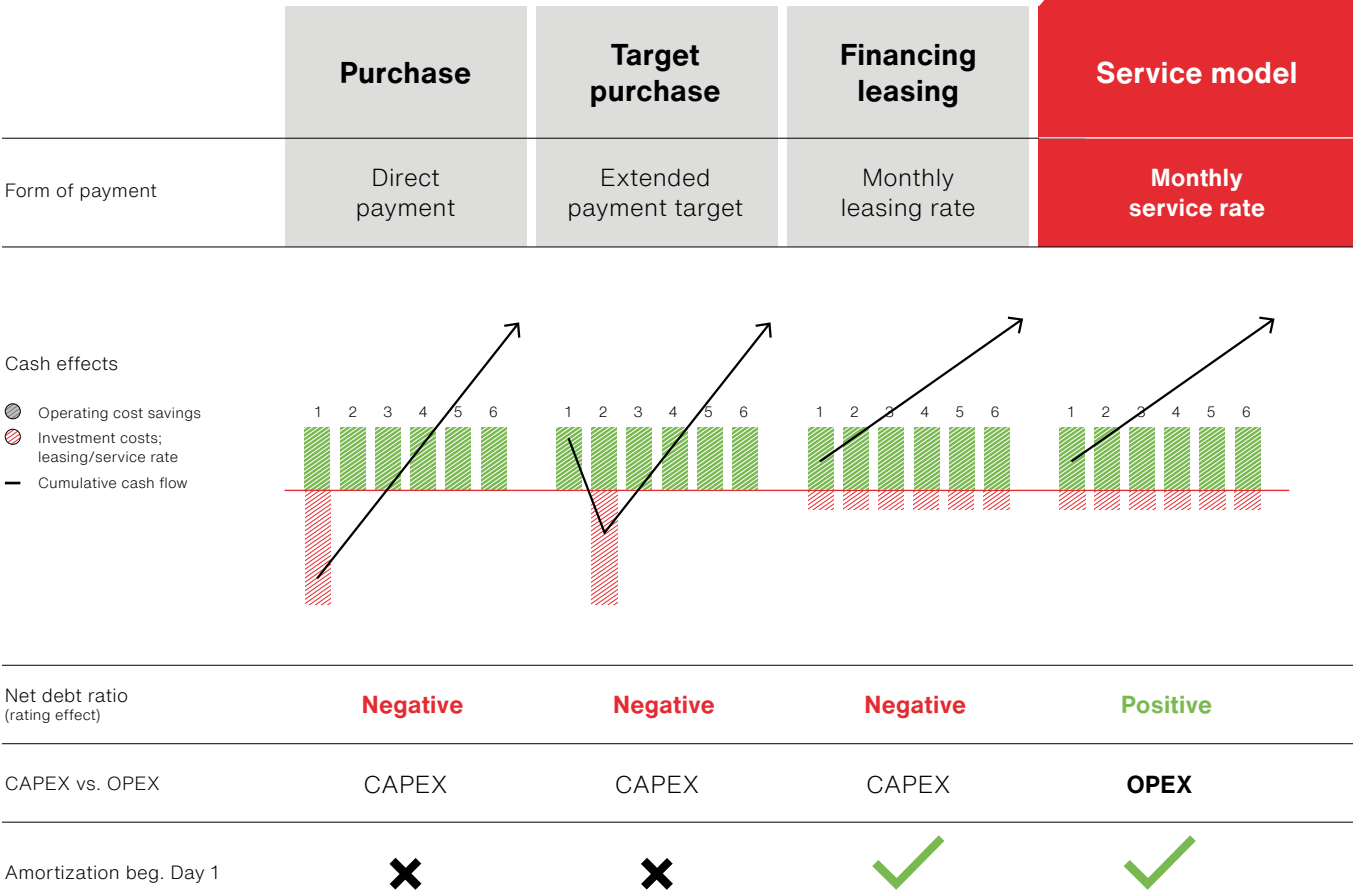 Purchase
Target
purchase
Financing
leasing
Service model
Form of payment
Direct
payment
Extended
payment target
Monthly
leasing rate
Monthly
service rate
Cash effects
Operating cost savings
Investment costs;
leasing/service rate
Cumulative cash flow
1 2 3 4 5 6
1 2 3 4 5 6
1 2 3 4 5 6
1 2 3 4 5 6
Net debt ratio
(rating effect)
Negative
Negative
Negative
Positive
CAPEX vs. OPEX
CAPEX
CAPEX
CAPEX
OPEX
Amortization beg. Day 1